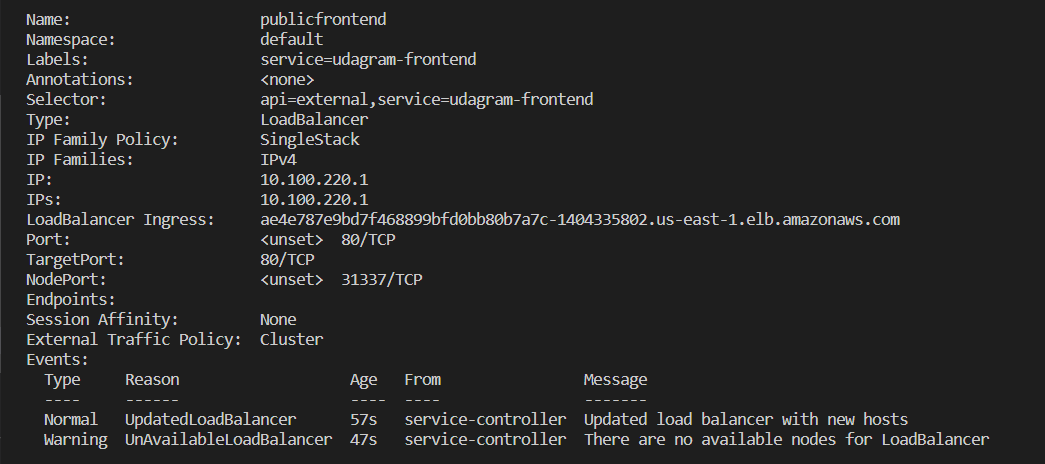 Name: publicfrontend
Namespace: default
Labels: service=udagram-frontend
Annotations: <none>
Selector: api=external,service=udagram-frontend
Type: LoadBalancer
IP Family Policy: SingleStack
IP Families: IPv4
IP: 10.100.220.1
IPs: 10.100.220.1
LoadBalancer Ingress: ae4e787e9bd7f468899bfd0bb80b7a7c-1404335802.us-east-1.elb.amazonaws.com
Port: <unset> 80/TCP
TargetPort: 80/TCP
NodePort: <unset> 31337/TCP
Endpoints:
Session Affinity: None
External Traffic Policy: Cluster
Events:
Type Reason Age From Message
---- ------ ---- ---- -------
Normal UpdatedLoadBalancer 57s service-controller Updated load balancer with new hosts
Warning UnAvailableLoadBalancer 47s service-controller There are no available nodes for LoadBalancer